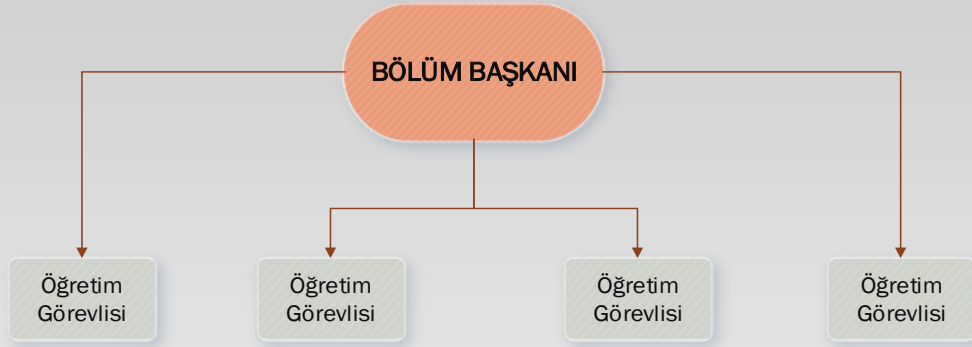 BÖLÜM BAŞKANI
Öğretim
Görevlisi
Öğretim
Görevlisi
Öğretim
Görevlisi
Öğretim
Görevlisi